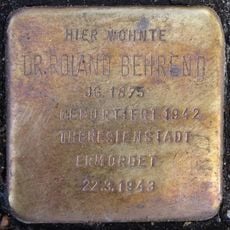 HIER WOHNTE
DR. ROLAND BEHREND
JG. 1875
DEPORTIERT 1942
THERESIENSTADT
ERMORDET
22.3.1943